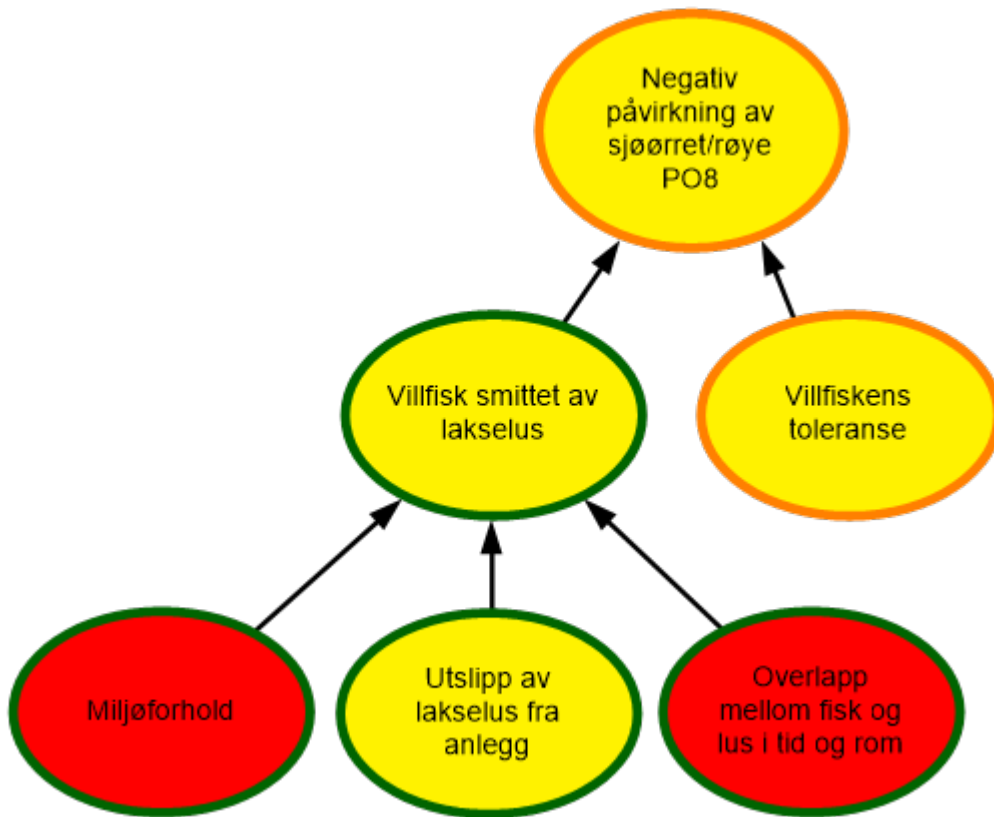 Negativ
påvirkning av
sjøørret/røye
PO8
Villfisk smittet av
lakselus
Villfiskens
toleranse
Miljøforhold
Utslipp av
lakselus fra
anlegg
Overlapp
mellom fisk og
lus i tid og rom